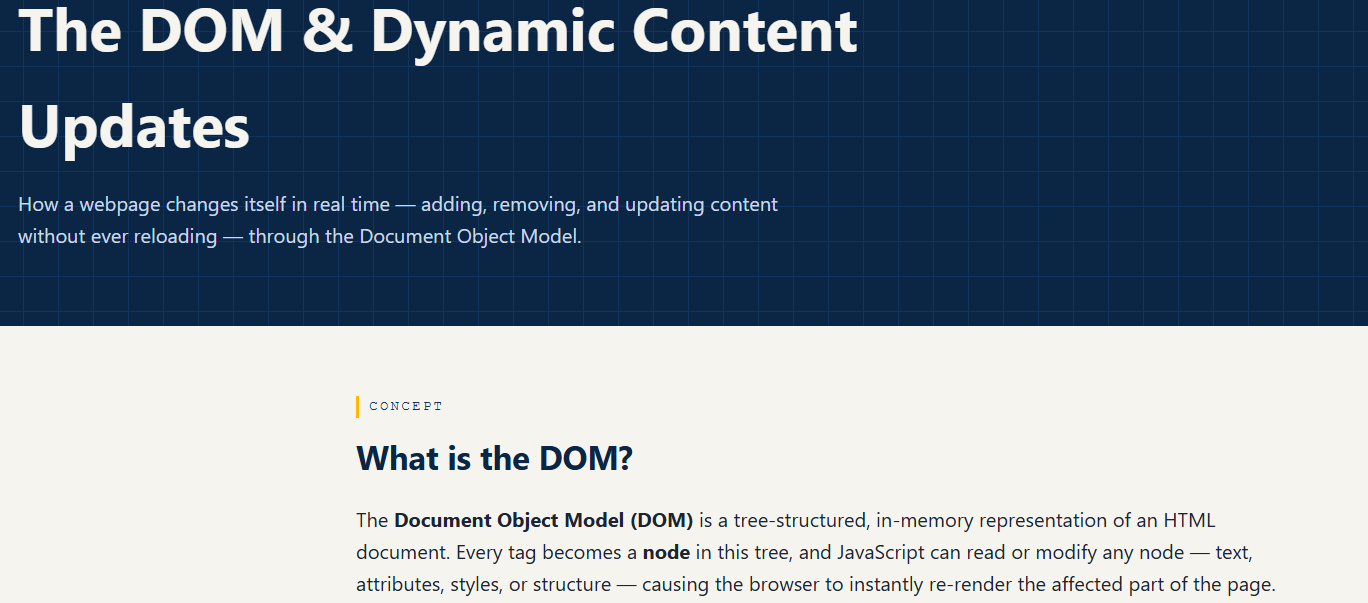 The DOM & Dynamic Content
Updates
How a webpage changes itself in real time — adding, removing, and updating content
without ever reloading — through the Document Object Model.
CONCEPT
What is the DOM?
The Document Object Model (DOM) is a tree-structured, in-memory representation of an HTML
document. Every tag becomes a node in this tree, and JavaScript can read or modify any node — text,
attributes, styles, or structure — causing the browser to instantly re-render the affected part of the page.